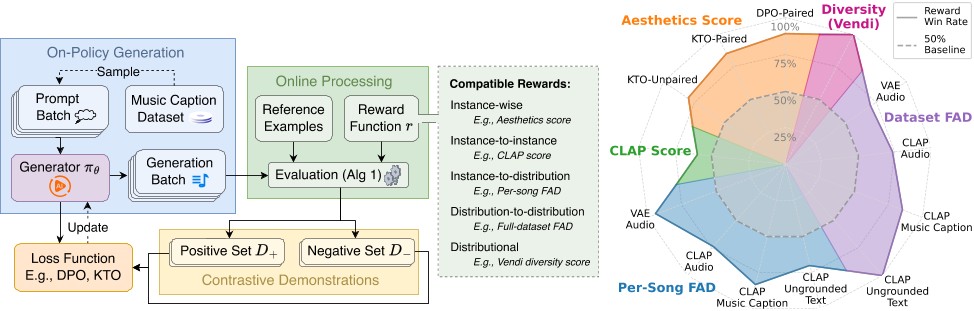 On-Policy Generation
Sample
Prompt
Batch
Music Caption
Dataset
Generator πθ
Generation
Batch
Update
Loss Function
E.g., DPO, KTO
Online Processing
Reference
Examples
Reward
Function r
Evaluation (Alg 1)
Positive Set D+
Negative Set D−
Contrastive Demonstrations
Compatible Rewards:
Instance-wise
E.g., Aesthetics score
Instance-to-instance
E.g., CLAP score
Instance-to-distribution
E.g., Per-song FAD
Distribution-to-distribution
E.g., Full-dataset FAD
Distributional
E.g., Vendi diversity score
Aesthetics Score
DPO-Paired
Diversity
(Vendi)
Reward
Win Rate
50%
Baseline
KTO-Paired
KTO-Unpaired
100%
75%
50%
25%
VAE
Audio
Dataset FAD
CLAP
Audio
CLAP Score
VAE
Audio
CLAP
Music Caption
CLAP
Audio
Per-Song FAD
CLAP
Music Caption
CLAP
Ungrounded
Text
CLAP
Ungrounded
Text